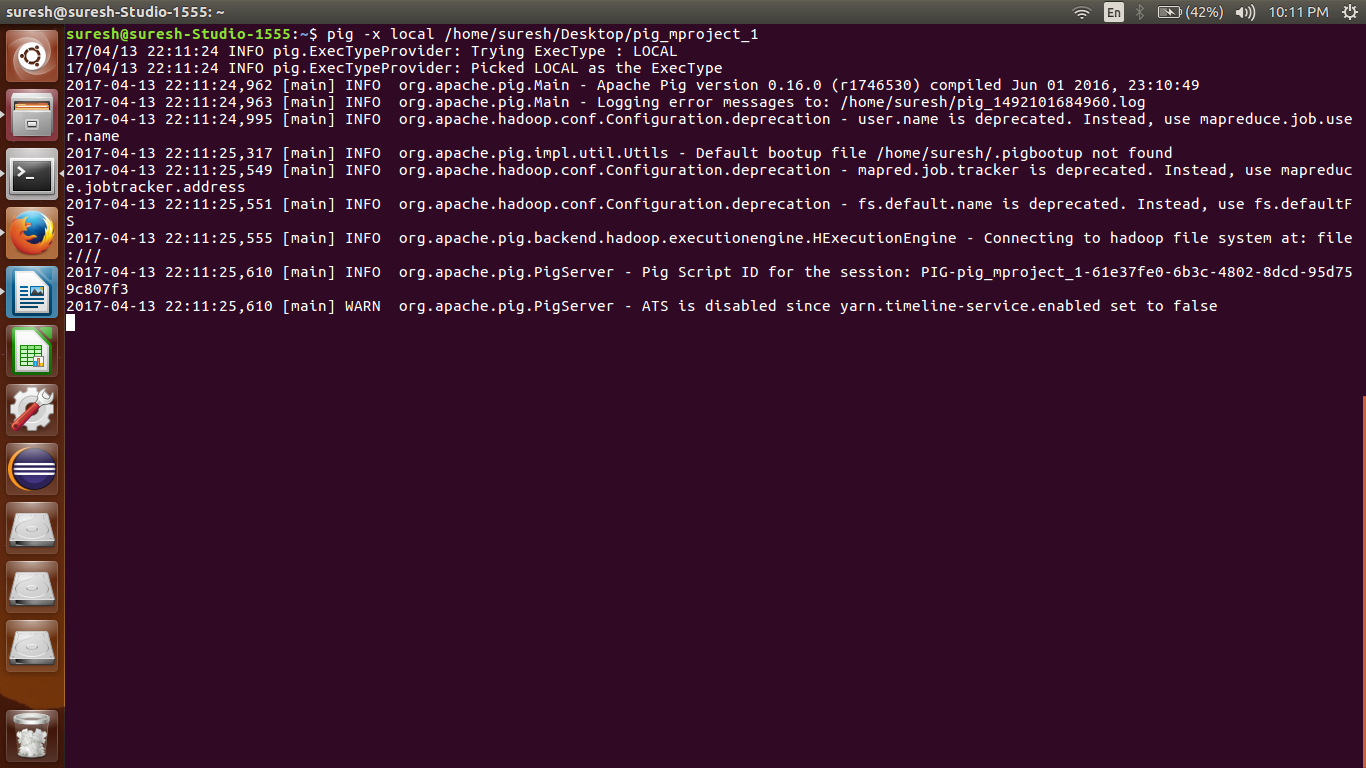 suresh@suresh-Studio-1555: ~
En
(42%)
10:11 PM
suresh@suresh-Studio-1555:~$ pig -x local /home/suresh/Desktop/pig_mproject_1
17/04/13 22:11:24 INFO pig.ExecTypeProvider: Trying ExecType : LOCAL
17/04/13 22:11:24 INFO pig.ExecTypeProvider: Picked LOCAL as the ExecType
2017-04-13 22:11:24,962 [main] INFO  org.apache.pig.Main - Apache Pig version 0.16.0 (r1746530) compiled Jun 01 2016, 23:10:49
2017-04-13 22:11:24,963 [main] INFO  org.apache.pig.Main - Logging error messages to: /home/suresh/pig_1492101684960.log
2017-04-13 22:11:24,995 [main] INFO  org.apache.hadoop.conf.Configuration.deprecation - user.name is deprecated. Instead, use mapreduce.job.use
r.name
2017-04-13 22:11:25,317 [main] INFO  org.apache.pig.impl.util.Utils - Default bootup file /home/suresh/.pigbootup not found
2017-04-13 22:11:25,549 [main] INFO  org.apache.hadoop.conf.Configuration.deprecation - mapred.job.tracker is deprecated. Instead, use mapreduc
e.jobtracker.address
2017-04-13 22:11:25,551 [main] INFO  org.apache.hadoop.conf.Configuration.deprecation - fs.default.name is deprecated. Instead, use fs.defaultF
S
2017-04-13 22:11:25,555 [main] INFO  org.apache.pig.backend.hadoop.executionengine.HExecutionEngine - Connecting to hadoop file system at: file
:///
2017-04-13 22:11:25,610 [main] INFO  org.apache.pig.PigServer - Pig Script ID for the session: PIG-pig_mproject_1-61e37fe0-6b3c-4802-8dcd-95d75
9c807f3
2017-04-13 22:11:25,610 [main] WARN  org.apache.pig.PigServer - ATS is disabled since yarn.timeline-service.enabled set to false